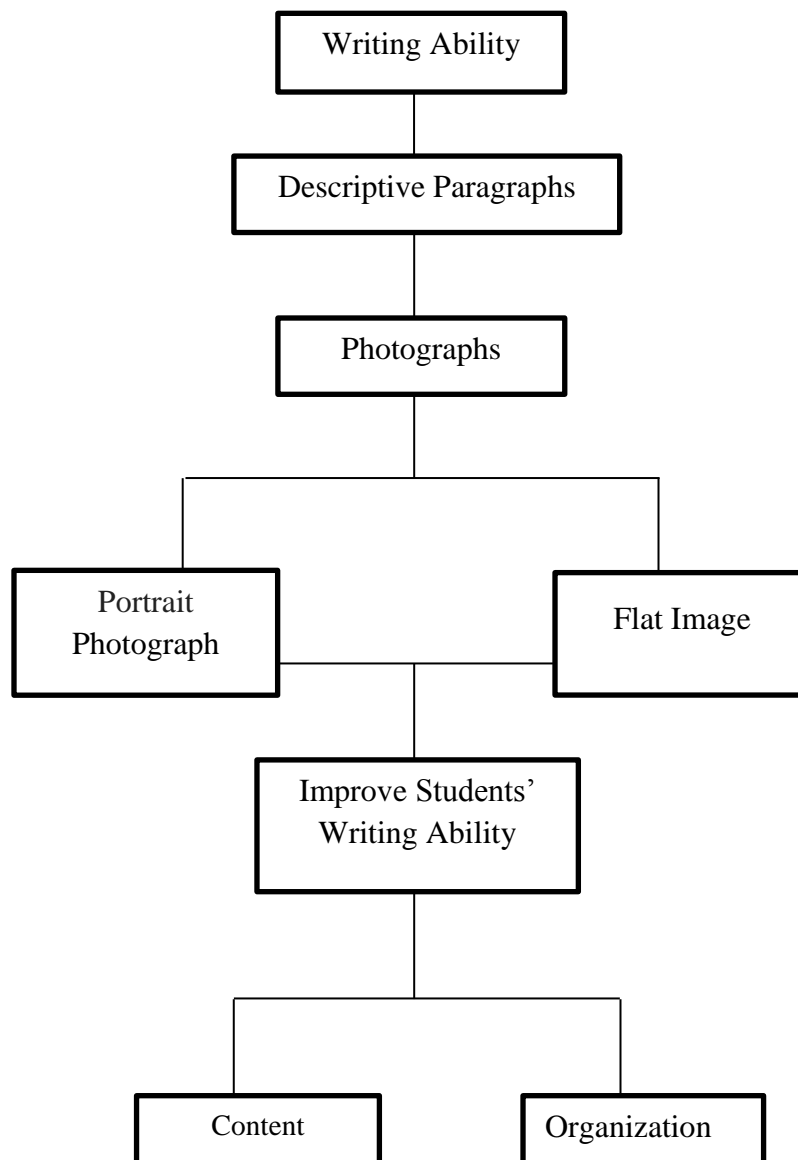 Writing Ability
Descriptive Paragraphs
Photographs
Portrait
Photograph
Flat Image
Improve Students’
Writing Ability
Content
Organization